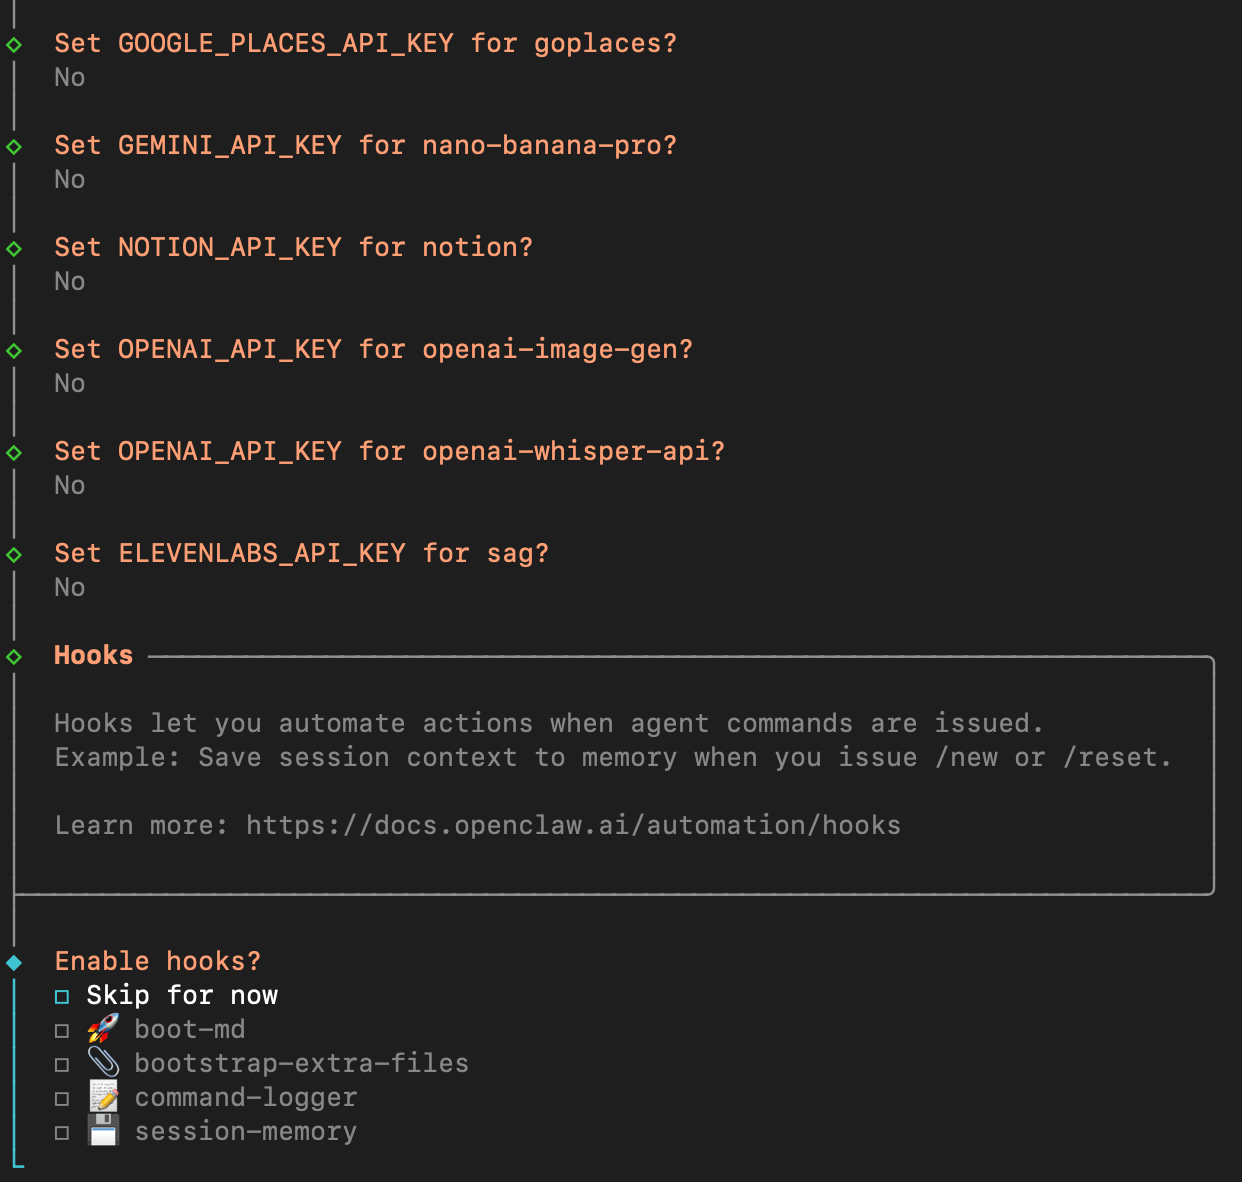 Set GOOGLE_PLACES_API_KEY for goplaces?
No
Set GEMINI_API_KEY for nano-banana-pro?
No
Set NOTION_API_KEY for notion?
No
Set OPENAI_API_KEY for openai-image-gen?
No
Set OPENAI_API_KEY for openai-whisper-api?
No
Set ELEVENLABS_API_KEY for sag?
No
Hooks
Hooks let you automate actions when agent commands are issued.
Example: Save session context to memory when you issue /new or /reset.
Learn more: https://docs.openclaw.ai/automation/hooks
Enable hooks?
Skip for now
🚀 boot-md
📎 bootstrap-extra-files
📝 command-logger
💾 session-memory